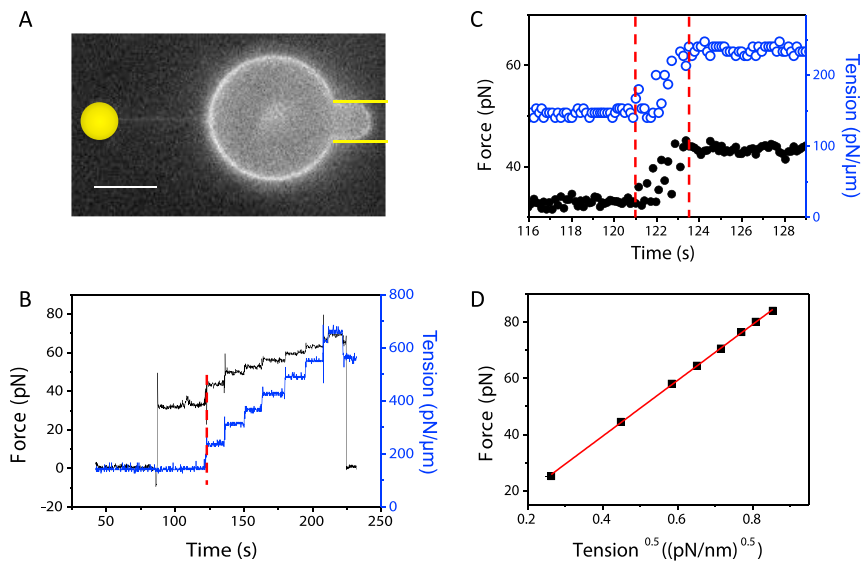 A
C
Force (pN)
60
40
200
100
0
Tension (pN/μm)
116 118 120 122 124 126 128
Time (s)
B
Force (pN)
80
60
40
20
0
-20
800
600
400
200
0
Tension (pN/μm)
50 100 150 200 250
Time (s)
D
Force (pN)
80
60
40
20
0.2 0.4 0.6 0.8
Tension 0.5 ((pN/nm) 0.5)